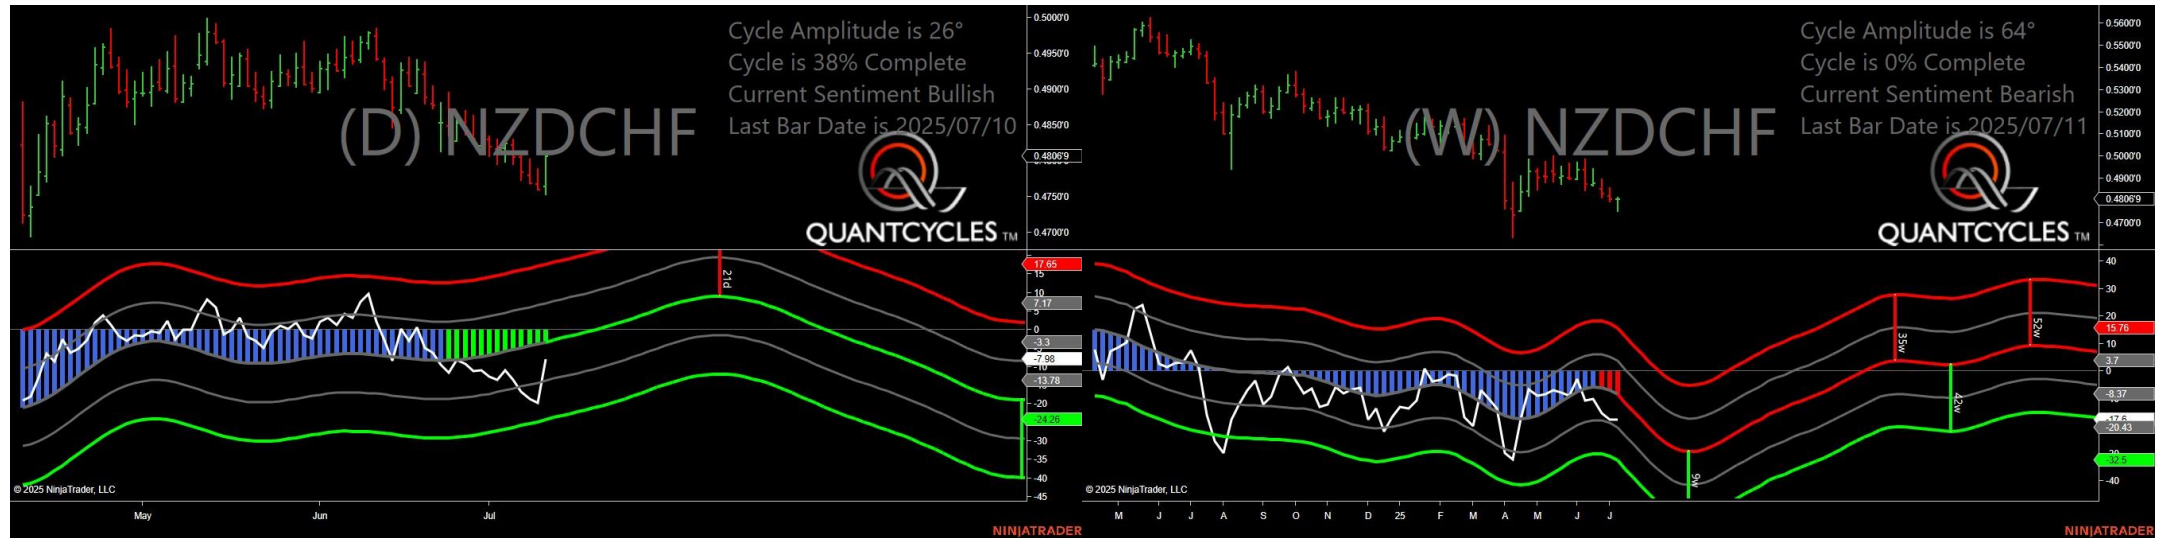 Cycle Amplitude is 26°
Cycle is 38% Complete
Current Sentiment Bullish
Last Bar Date is 2025/07/10
(D) NZDCHF
QUANTCYCLES TM
0.5000'0
0.4950'0
0.4900'0
0.4850'0
0.4806'9
0.4750'0
0.4700'0
21d
17.65
15
10
7.17
5
0
-3.3
-7.98
-10
-13.78
-20
-24.26
-30
-35
-40
-45
© 2025 NinjaTrader, LLC
May
Jun
Jul
NINJATRADER
Cycle Amplitude is 64°
Cycle is 0% Complete
Current Sentiment Bearish
Last Bar Date is 2025/07/11
(W) NZDCHF
QUANTCYCLES TM
0.5600'0
0.5500'0
0.5400'0
0.5300'0
0.5200'0
0.5100'0
0.5000'0
0.4900'0
0.4806'9
0.4700'0
35w
52w
42w
9w
40
30
20
15.76
10
3.7
0
-8.37
-17.6
-20.43
-32.5
-40
© 2025 NinjaTrader, LLC
M J J A S O N D 25 F M A M J J
NINJATRADER